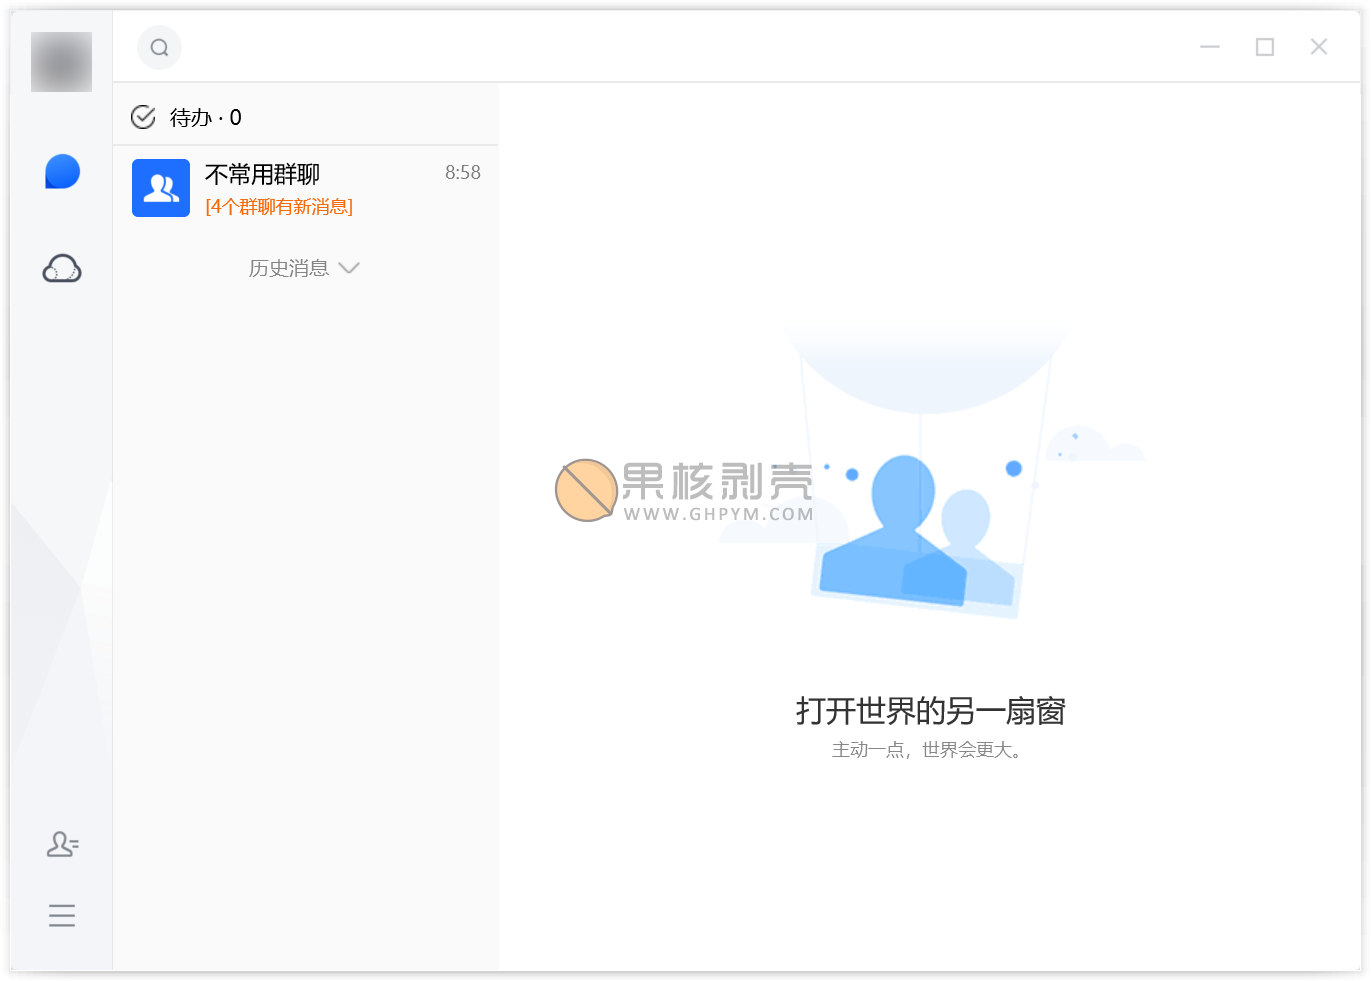 待办 · 0
不常用群聊 8:58
[4个群聊有新消息]
历史消息
果核剥壳
WWW.GHPYM.COM
打开世界的另一扇窗
主动一点，世界会更大。